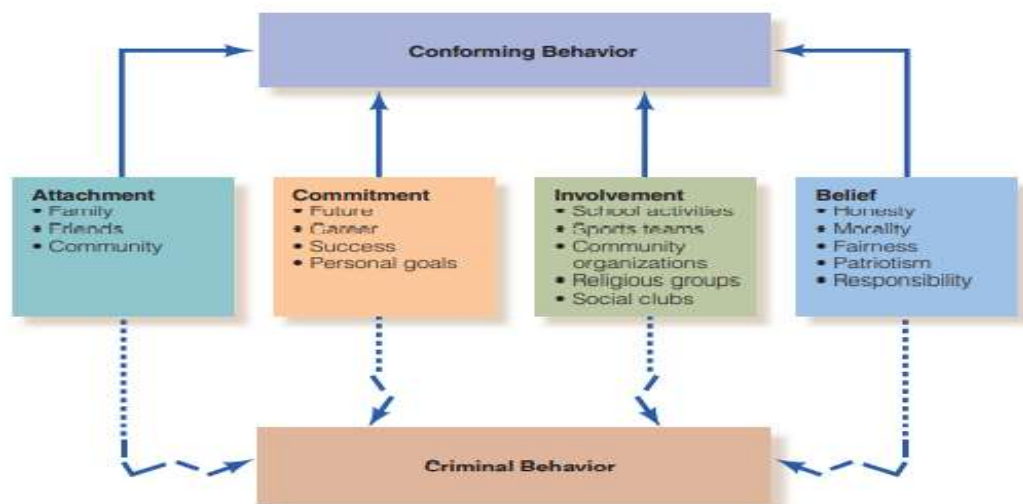 Conforming Behavior
Attachment
• Family
• Friends
• Community
Commitment
• Future
• Career
• Success
• Personal goals
Involvement
• School activities
• Sports teams
• Community
organizations
• Religious groups
• Social clubs
Belief
• Honesty
• Morality
• Fairness
• Patriotism
• Responsibility
Criminal Behavior